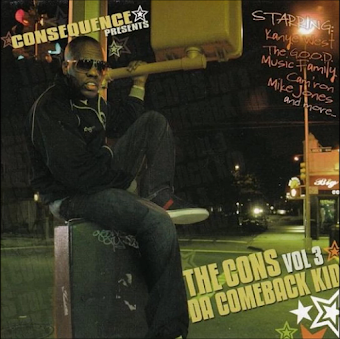 CONSEQUENCE
PRESENTS
STARRING:
Kanye West
The G.O.O.D.
Music Family
Cam'ron
Mike Jones
and more...
THE CONS VOL 3
DA COMEBACK KID